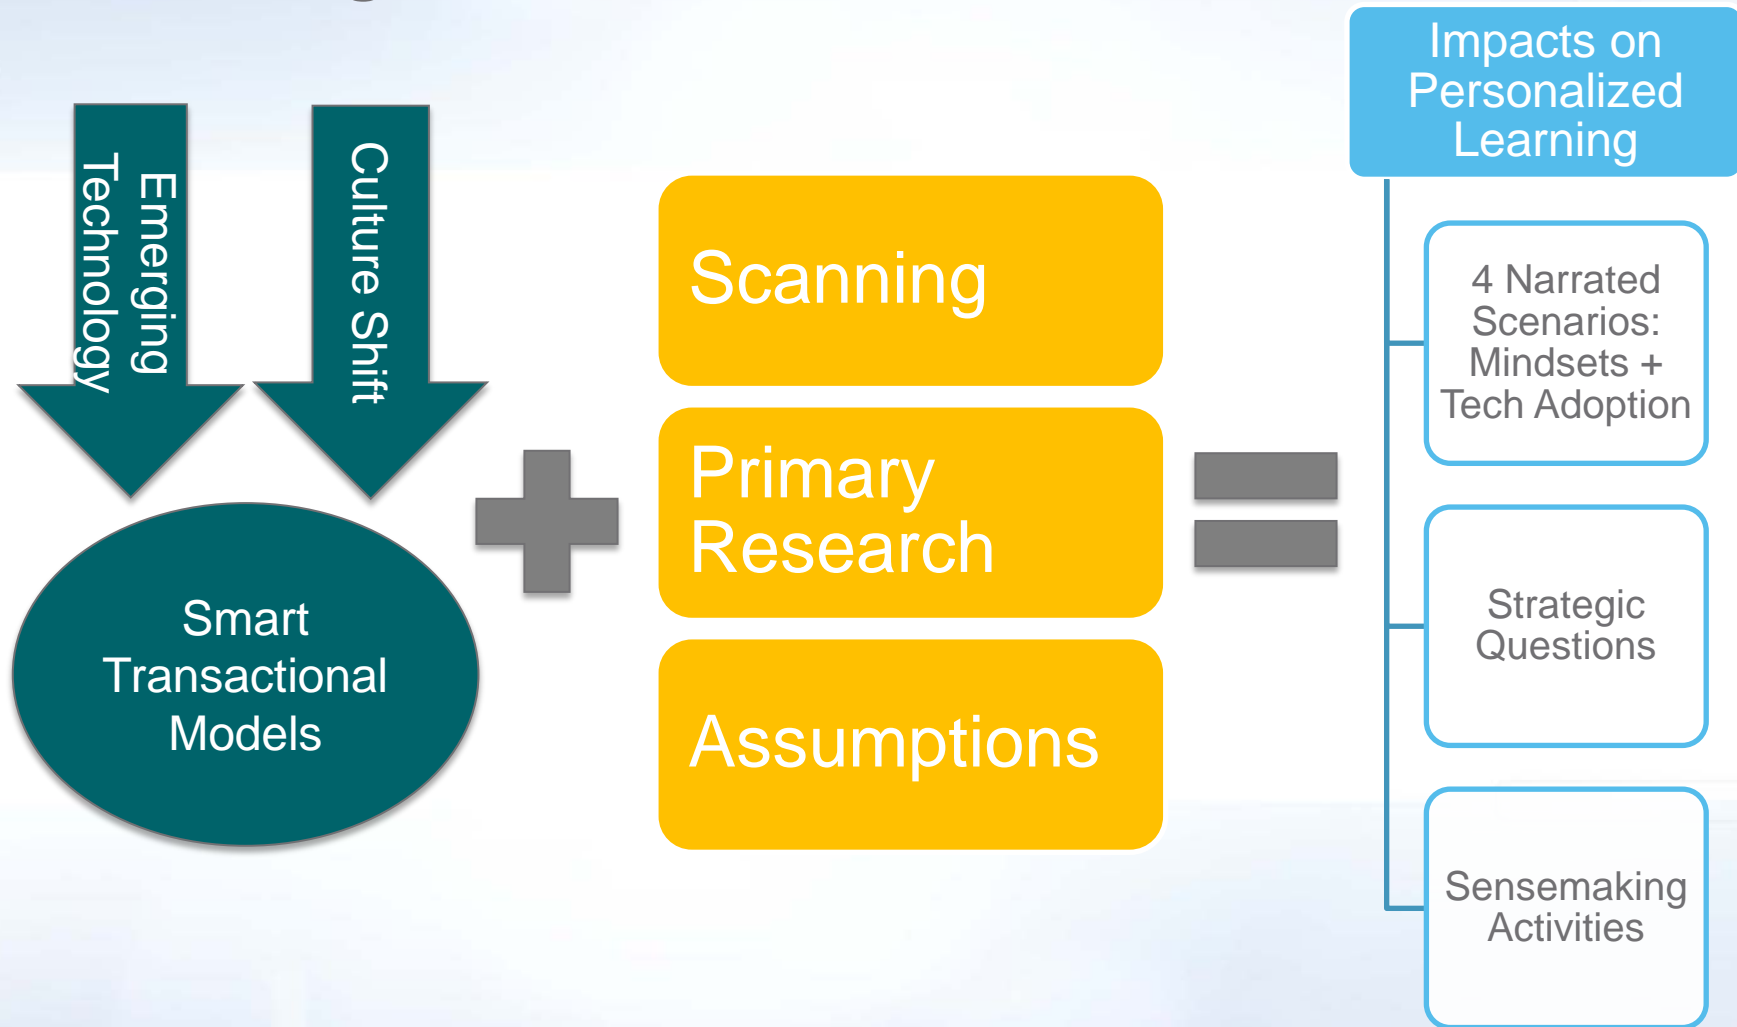 Emerging
Technology
Culture Shift
Smart
Transactional
Models
Scanning
Primary
Research
Assumptions
Impacts on
Personalized
Learning
4 Narrated
Scenarios:
Mindsets +
Tech Adoption
Strategic
Questions
Sensemaking
Activities